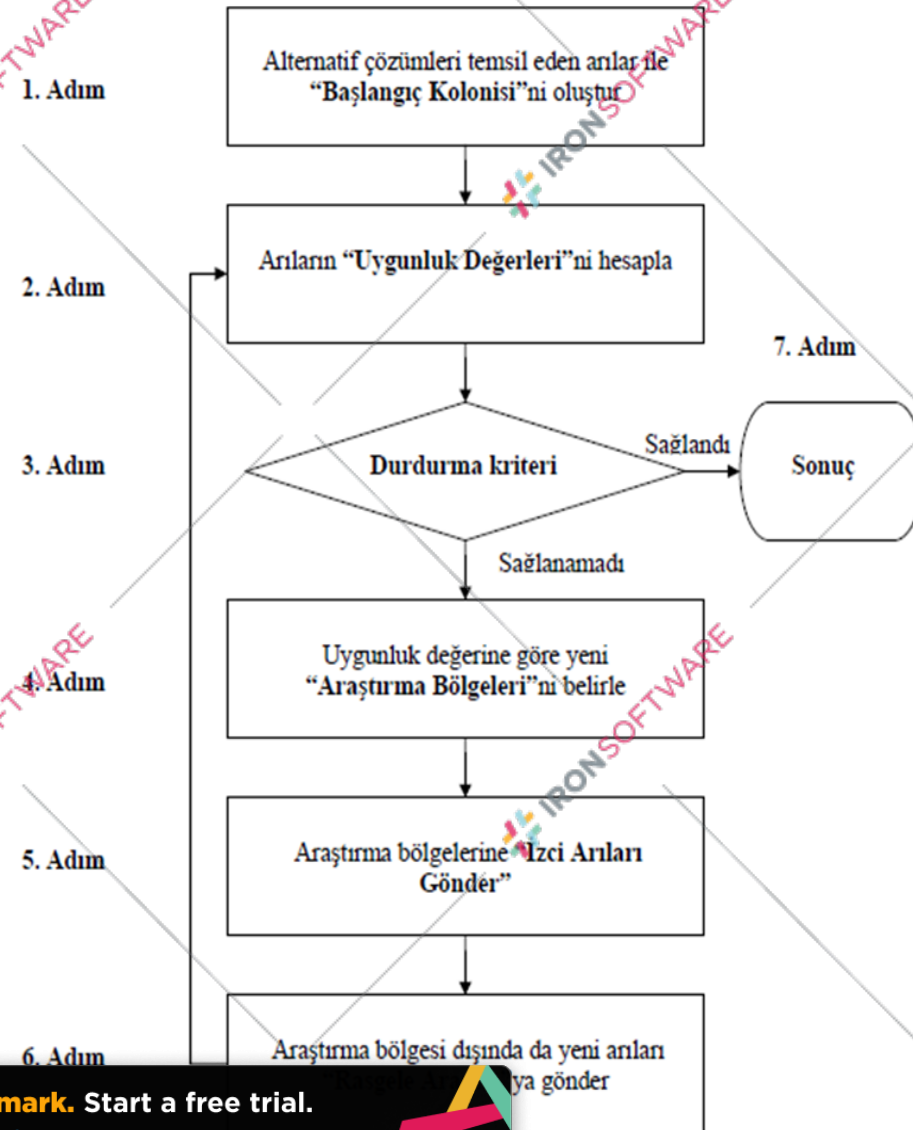 1. Adım
Alternatif çözümleri temsil eden arılar ile
“Başlangıç Kolonisi”ni oluştur
IRONSOFTWARE
2. Adım
Arıların “Uygunluk Değerleri”ni hesapla
7. Adım
3. Adım
Durdurma kriteri
Sağlandı
Sonuç
Sağlanamadı
4. Adım
Uygunluk değerine göre yeni
“Araştırma Bölgeleri”ni belirle
FTWARE
IRONSOFTWARE
5. Adım
Araştırma bölgelerine “İzci Arıları
Gönder”
6. Adım
Araştırma bölgesi dışında da yeni arıları
ya gönder
mark. Start a free trial.